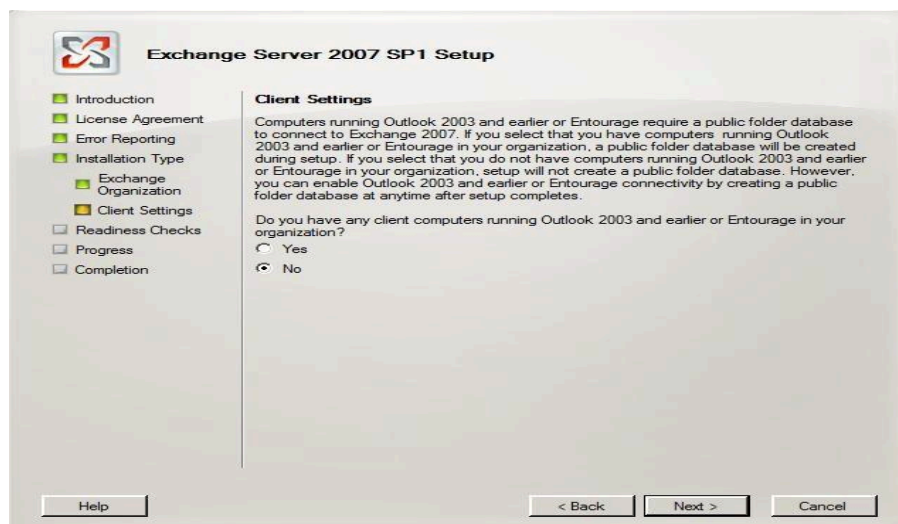 Exchange Server 2007 SP1 Setup
Introduction
License Agreement
Error Reporting
Installation Type
Exchange
Organization
Client Settings
Readiness Checks
Progress
Completion
Client Settings
Computers running Outlook 2003 and earlier or Entourage require a public folder database
to connect to Exchange 2007. If you select that you have computers running Outlook
2003 and earlier or Entourage in your organization, a public folder database will be created
during setup. If you select that you do not have computers running Outlook 2003 and earlier
or Entourage in your organization, setup will not create a public folder database. However,
you can enable Outlook 2003 and earlier or Entourage connectivity by creating a public
folder database at anytime after setup completes.
Do you have any client computers running Outlook 2003 and earlier or Entourage in your
organization?
Yes
No
Help
< Back
Next >
Cancel